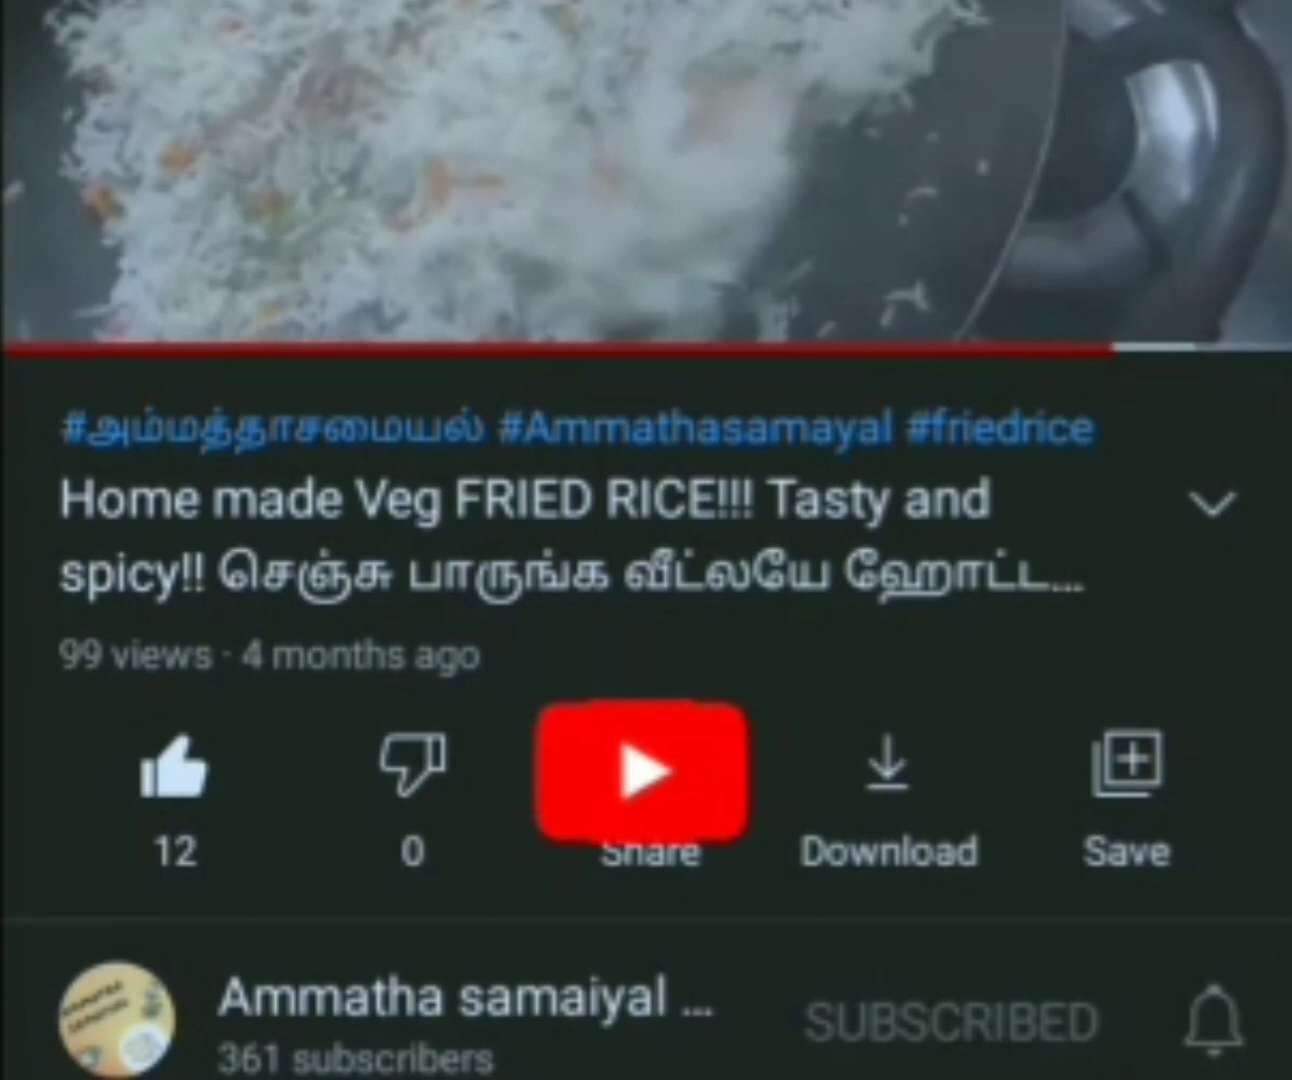 #அம்மத்தாசமையல் #Ammathasamayal #friedrice
Home made Veg FRIED RICE!!! Tasty and
spicy!! செஞ்சு பாருங்க வீட்லயே ஹோட்ட...
99 views · 4 months ago
12
0
Share
Download
Save
Ammatha samaiyal ...
SUBSCRIBED
361 subscribers